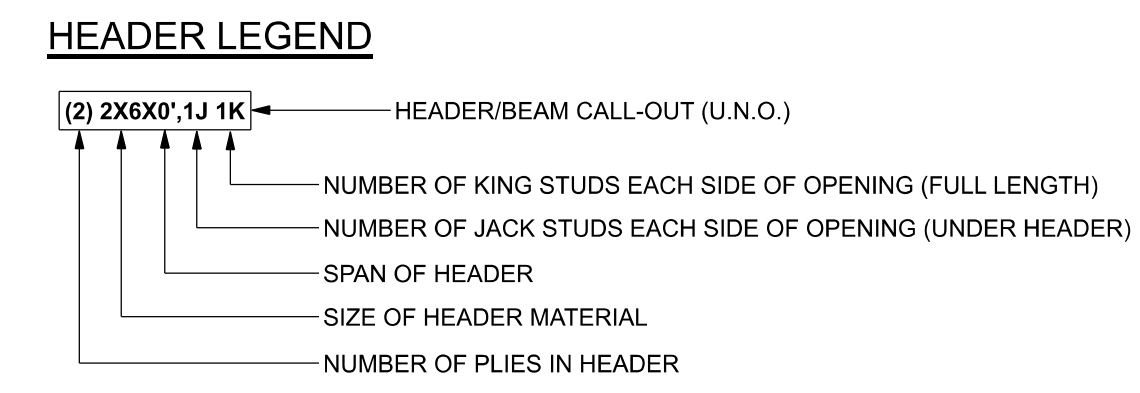 HEADER LEGEND
(2) 2X6X0',1J 1K
HEADER/BEAM CALL-OUT (U.N.O.)
NUMBER OF KING STUDS EACH SIDE OF OPENING (FULL LENGTH)
NUMBER OF JACK STUDS EACH SIDE OF OPENING (UNDER HEADER)
SPAN OF HEADER
SIZE OF HEADER MATERIAL
NUMBER OF PLIES IN HEADER